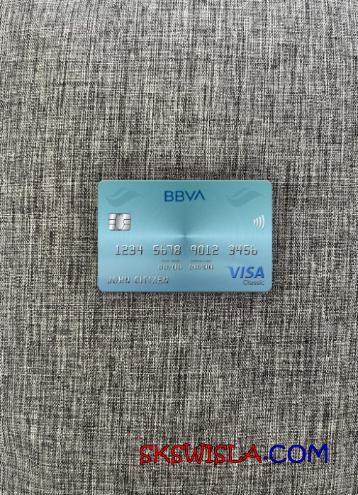 BBVA
1234 5678 9012 3456
VISA
Classic
SKSWISLA.COM